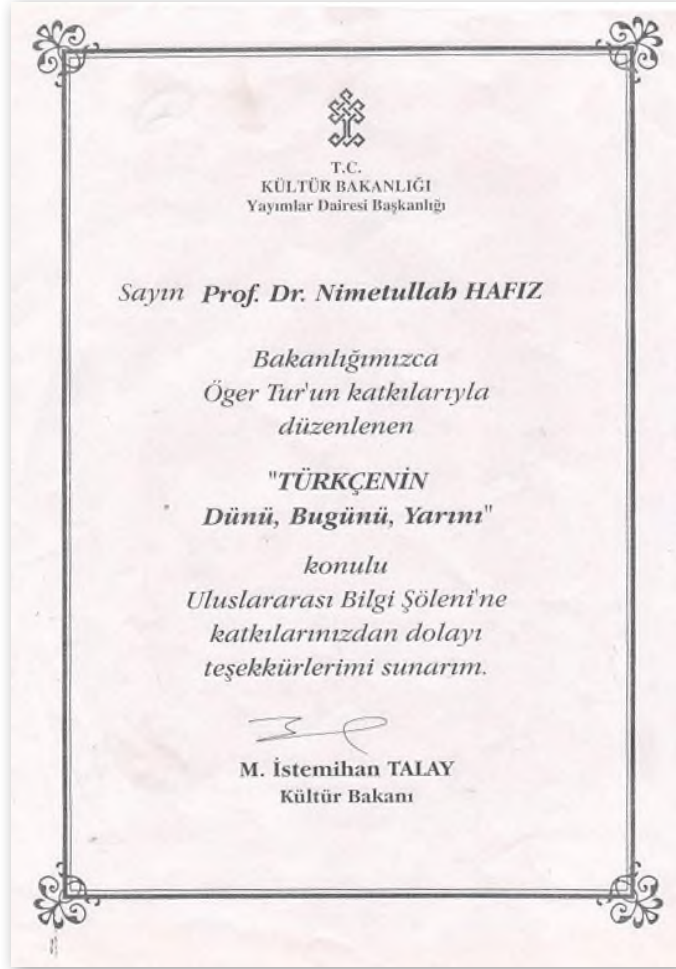 T.C.
KÜLTÜR BAKANLIĞI
Yayımlar Dairesi Başkanlığı
Sayın Prof. Dr. Nimetullah HAFIZ
Bakanlığımızca
Öger Tur'un katkılarıyla
düzenlenen
"TÜRKÇENİN
Dünü, Bugünü, Yarını"
konulu
Uluslararası Bilgi Şöleni'ne
katkılarınızdan dolayı
teşekkürlerimi sunarım.
M. İstemihan TALAY
Kültür Bakanı